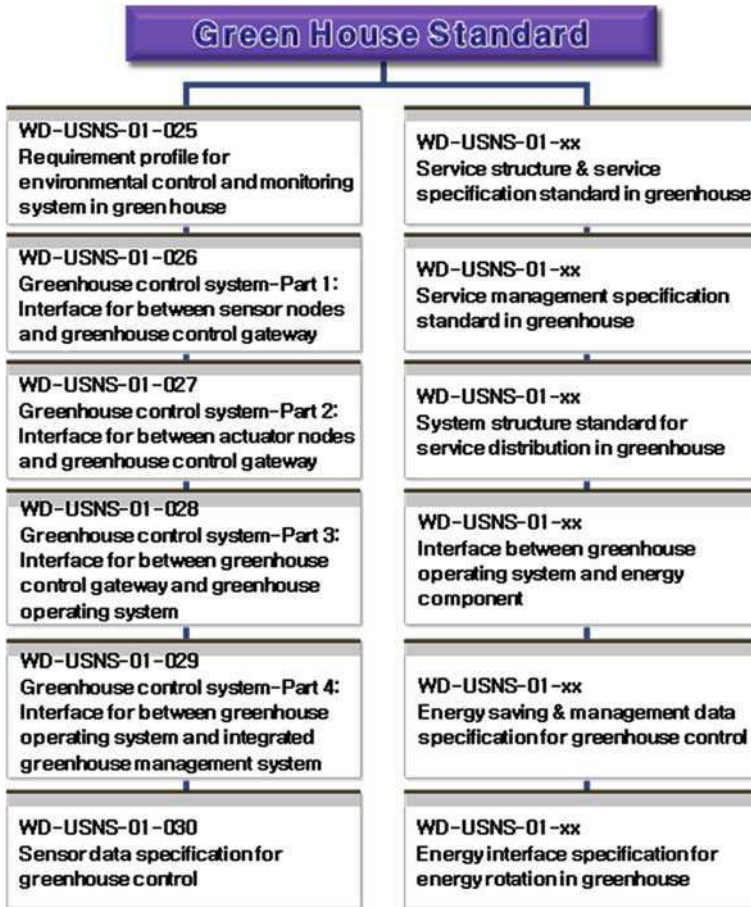 Green House Standard
WD-USNS-01-025
Requirement profile for
environmental control and monitoring
system in green house
WD-USNS-01-026
Greenhouse control system-Part 1:
Interface for between sensor nodes
and greenhouse control gateway
WD-USNS-01-027
Greenhouse control system-Part 2:
Interface for between actuator nodes
and greenhouse control gateway
WD-USNS-01-028
Greenhouse control system-Part 3:
Interface for between greenhouse
control gateway and greenhouse
operating system
WD-USNS-01-029
Greenhouse control system-Part 4:
Interface for between greenhouse
operating system and integrated
greenhouse management system
WD-USNS-01-030
Sensor data specification for
greenhouse control
WD-USNS-01-xx
Service structure & service
specification standard in greenhouse
WD-USNS-01-xx
Service management specification
standard in greenhouse
WD-USNS-01-xx
System structure standard for
service distribution in greenhouse
WD-USNS-01-xx
Interface between greenhouse
operating system and energy
component
WD-USNS-01-xx
Energy saving & management data
specification for greenhouse control
WD-USNS-01-xx
Energy interface specification for
energy rotation in greenhouse